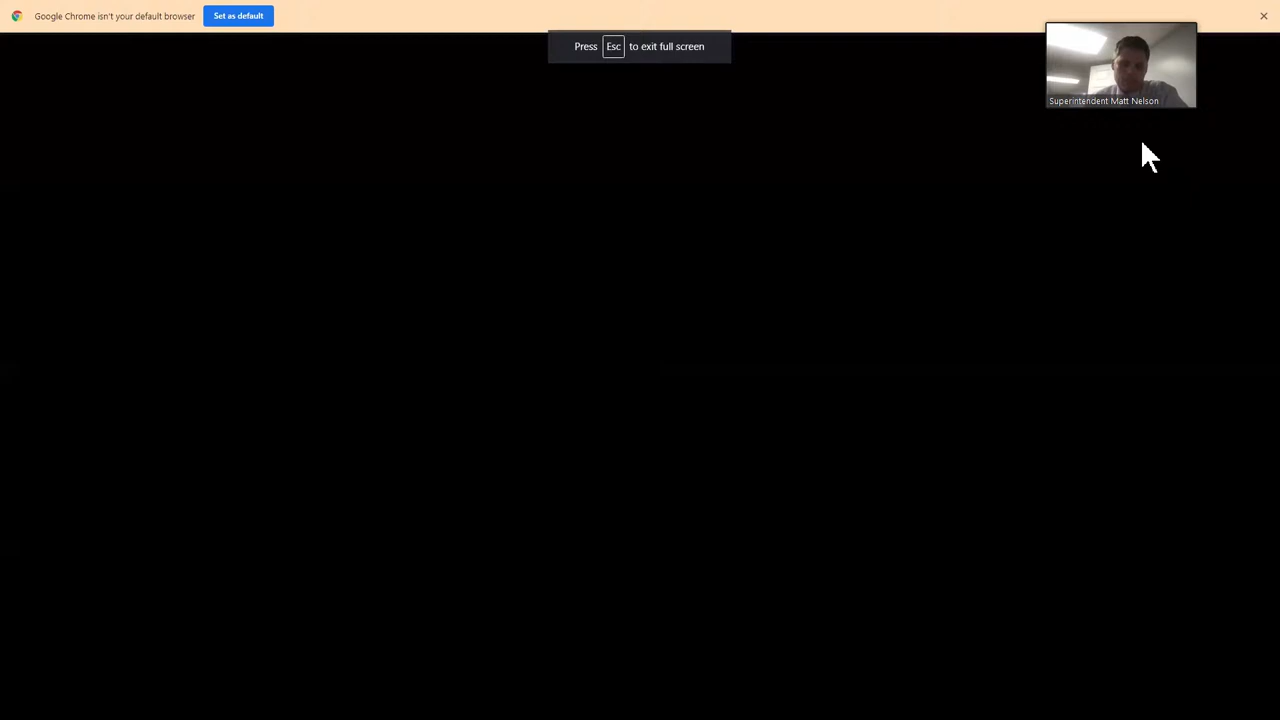 Google Chrome isn't your default browser Set as default
Press Esc to exit full screen
Superintendent Matt Nelson